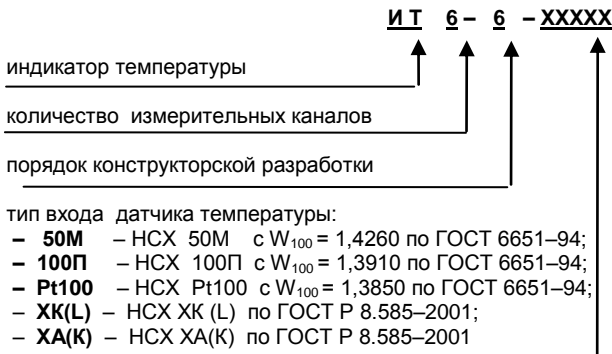 И Т 6 – 6 – ХХХХХ
индикатор температуры
количество измерительных каналов
порядок конструкторской разработки
тип входа датчика температуры:
– 50М – НСХ 50М с W₁₀₀ = 1,4260 по ГОСТ 6651–94;
– 100П – НСХ 100П с W₁₀₀ = 1,3910 по ГОСТ 6651–94;
– Pt100 – НСХ Pt100 с W₁₀₀ = 1,3850 по ГОСТ 6651–94;
– ХК(L) – НСХ ХК (L) по ГОСТ Р 8.585–2001;
– ХА(К) – НСХ ХА(К) по ГОСТ Р 8.585–2001